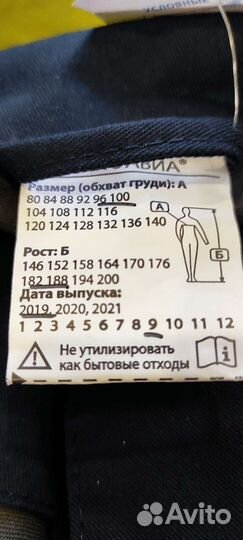 УСЛОВНЫЕ
АВИА®
Размер (обхват груди): А
80 84 88 92 96 100
104 108 112 116
120 124 128 132 136 140
А
Б
Рост: Б
146 152 158 164 170 176
182 188 194 200
Дата выпуска:
2019, 2020, 2021
1 2 3 4 5 6 7 8 9 10 11 12
Не утилизировать
как бытовые отходы
Avito